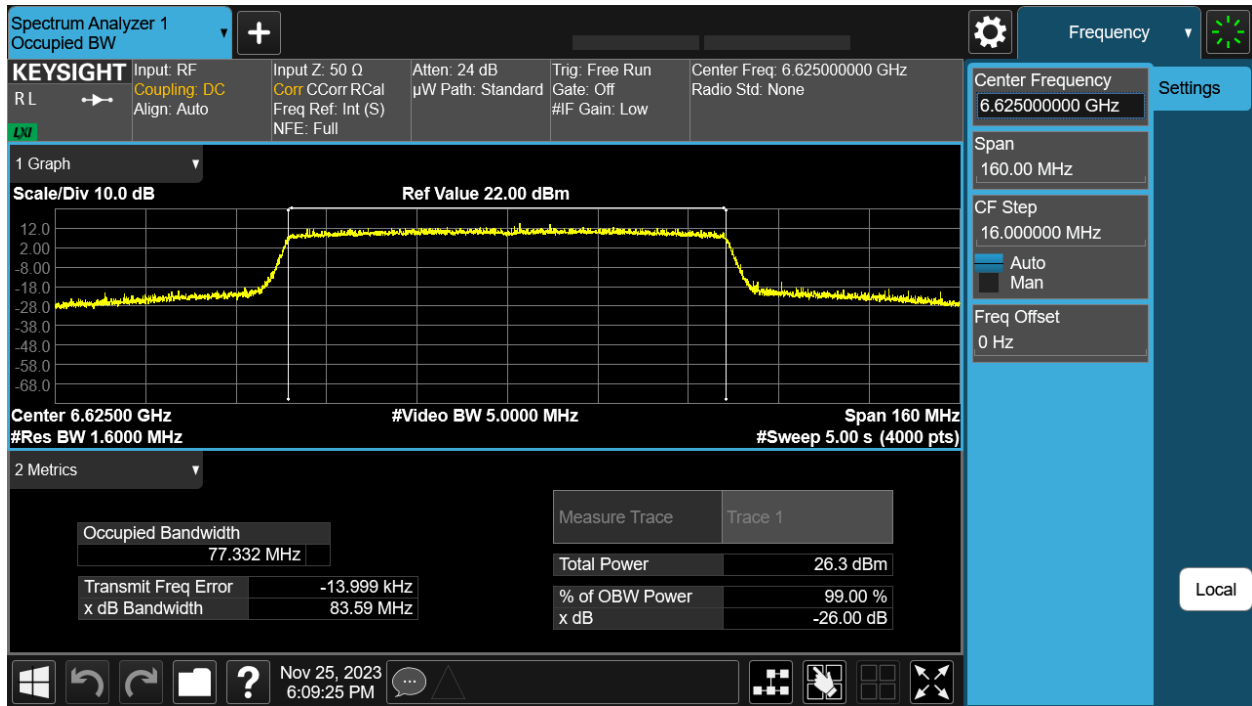 Spectrum Analyzer 1
Occupied BW
+
Frequency
KEYSIGHT
R L
LXI
Input: RF
Coupling: DC
Align: Auto
Input Z: 50 Ω
Corr CCorr RCal
Freq Ref: Int (S)
NFE: Full
Atten: 24 dB
µW Path: Standard
Trig: Free Run
Gate: Off
#IF Gain: Low
Center Freq: 6.625000000 GHz
Radio Std: None
Center Frequency
6.625000000 GHz
Settings
Span
160.00 MHz
CF Step
16.000000 MHz
Auto
Man
Freq Offset
0 Hz
Local
1 Graph
Scale/Div 10.0 dB
Ref Value 22.00 dBm
12.0
2.00
-8.00
-18.0
-28.0
-38.0
-48.0
-58.0
-68.0
Center 6.62500 GHz
#Video BW 5.0000 MHz
Span 160 MHz
#Res BW 1.6000 MHz
#Sweep 5.00 s (4000 pts)
2 Metrics
Occupied Bandwidth
77.332 MHz
Transmit Freq Error -13.999 kHz
x dB Bandwidth 83.59 MHz
Measure Trace Trace 1
Total Power 26.3 dBm
% of OBW Power 99.00 %
x dB -26.00 dB
?
Nov 25, 2023
6:09:25 PM